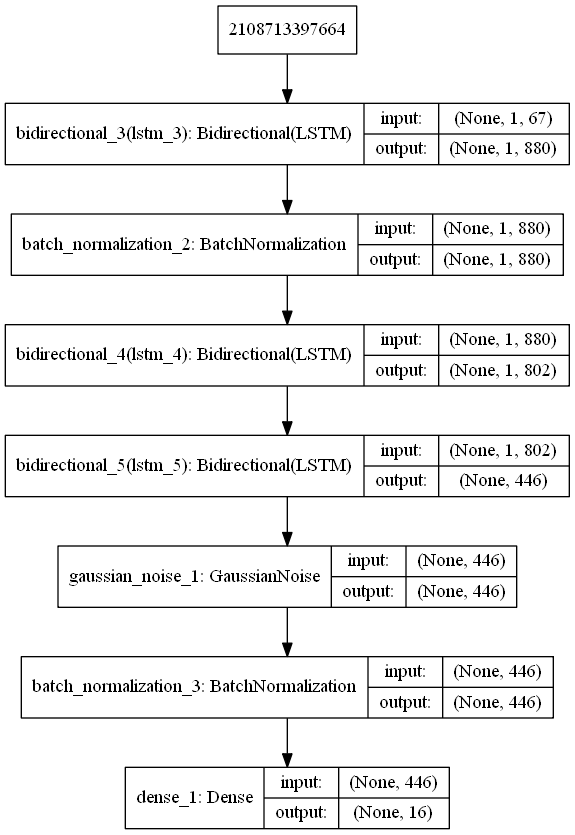 2108713397664
bidirectional_3(lstm_3): Bidirectional(LSTM)
input: (None, 1, 67)
output: (None, 1, 880)
batch_normalization_2: BatchNormalization
input: (None, 1, 880)
output: (None, 1, 880)
bidirectional_4(lstm_4): Bidirectional(LSTM)
input: (None, 1, 880)
output: (None, 1, 802)
bidirectional_5(lstm_5): Bidirectional(LSTM)
input: (None, 1, 802)
output: (None, 446)
gaussian_noise_1: GaussianNoise
input: (None, 446)
output: (None, 446)
batch_normalization_3: BatchNormalization
input: (None, 446)
output: (None, 446)
dense_1: Dense
input: (None, 446)
output: (None, 16)